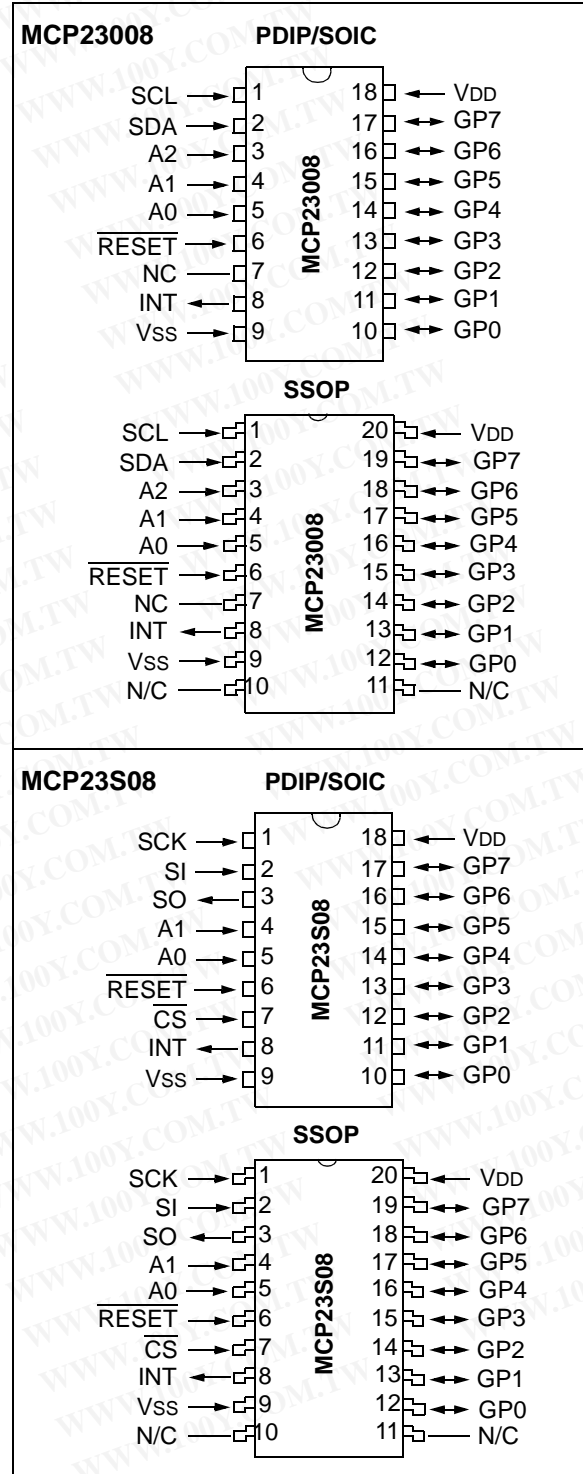 MCP23008 PDIP/SOIC
SCL 1 18 VDD
SDA 2 17 GP7
A2 3 16 GP6
A1 4 15 GP5
A0 5 14 GP4
RESET 6 13 GP3
NC 7 12 GP2
INT 8 11 GP1
Vss 9 10 GP0
MCP23008
SSOP
SCL 1 20 VDD
SDA 2 19 GP7
A2 3 18 GP6
A1 4 17 GP5
A0 5 16 GP4
RESET 6 15 GP3
NC 7 14 GP2
INT 8 13 GP1
Vss 9 12 GP0
N/C 10 11 N/C
MCP23008
MCP23S08 PDIP/SOIC
SCK 1 18 VDD
SI 2 17 GP7
SO 3 16 GP6
A1 4 15 GP5
A0 5 14 GP4
RESET 6 13 GP3
CS 7 12 GP2
INT 8 11 GP1
Vss 9 10 GP0
MCP23S08
SSOP
SCK 1 20 VDD
SI 2 19 GP7
SO 3 18 GP6
A1 4 17 GP5
A0 5 16 GP4
RESET 6 15 GP3
CS 7 14 GP2
INT 8 13 GP1
Vss 9 12 GP0
N/C 10 11 N/C
MCP23S08
WWW.100Y.COM.TW